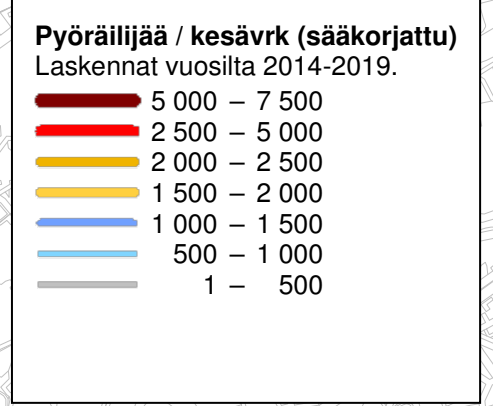 Pyöräilijää / kesävrk (sääkorjattu)
Laskennat vuosilta 2014-2019.
5 000 – 7 500
2 500 – 5 000
2 000 – 2 500
1 500 – 2 000
1 000 – 1 500
500 – 1 000
1 – 500